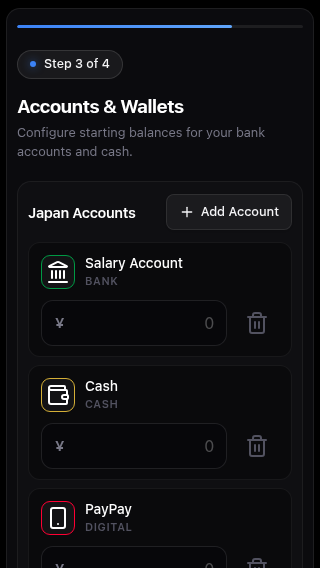 Step 3 of 4
Accounts & Wallets
Configure starting balances for your bank
accounts and cash.
Japan Accounts
+ Add Account
Salary Account
BANK
¥ 0
Cash
CASH
¥ 0
PayPay
DIGITAL
¥ 0